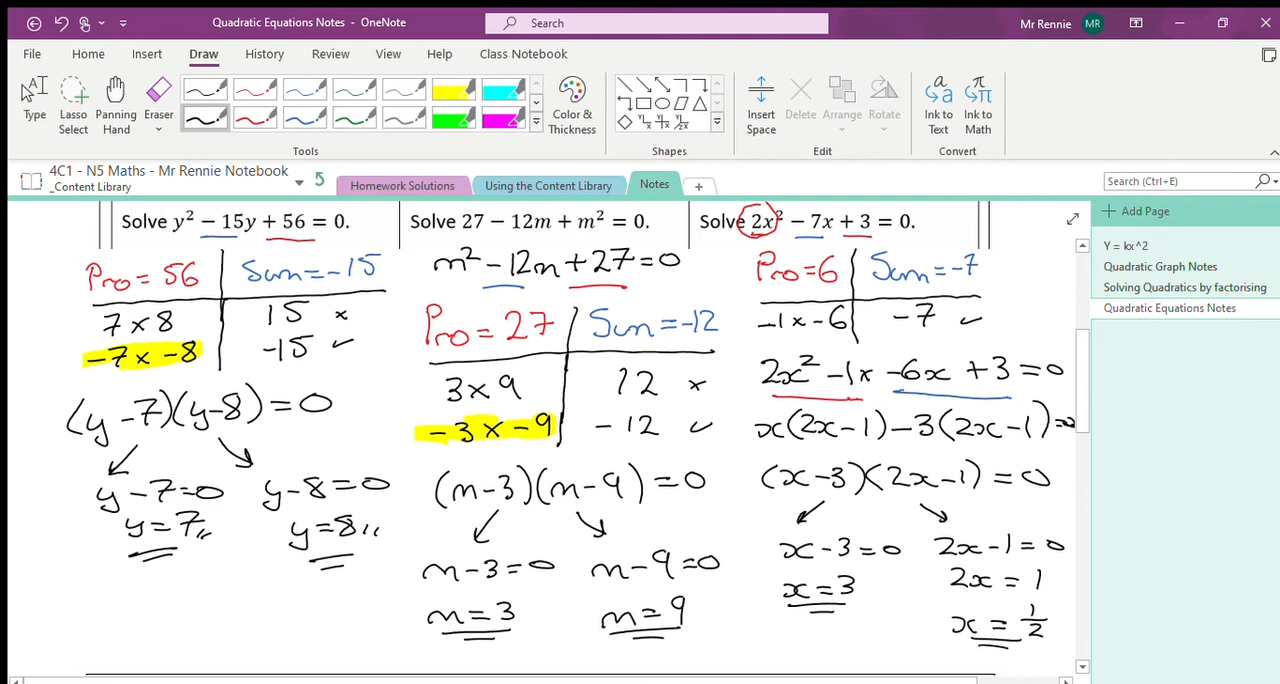 Quadratic Equations Notes - OneNote
Search
Mr Rennie
MR
File Home Insert Draw History Review View Help Class Notebook
Type
Lasso Select
Panning Hand
Eraser
Color & Thickness
Insert Space
Delete
Arrange
Rotate
Ink to Text
Ink to Math
Tools
Shapes
Edit
Convert
4C1 - N5 Maths - Mr Rennie Notebook
_Content Library
Homework Solutions
Using the Content Library
Notes
+
Search (Ctrl+E)
Add Page
Y = kx^2
Quadratic Graph Notes
Solving Quadratics by factorising
Quadratic Equations Notes
Solve y² − 15y + 56 = 0.
Pro = 56 Sum = -15
7 x 8 15 x
-7 x -8 -15 ✓
(y - 7)(y - 8) = 0
y - 7 = 0 y - 8 = 0
y = 7 y = 8
Solve 27 − 12m + m² = 0.
m² - 12m + 27 = 0
Pro = 27 Sum = -12
3 x 9 12 x
-3 x -9 -12 ✓
(m - 3)(m - 9) = 0
m - 3 = 0 m - 9 = 0
m = 3 m = 9
Solve 2x² − 7x + 3 = 0.
Pro = 6 Sum = -7
-1 x -6 -7 ✓
2x² - 1x - 6x + 3 = 0
x(2x - 1) - 3(2x - 1) = 0
(x - 3)(2x - 1) = 0
x - 3 = 0 2x - 1 = 0
x = 3 2x = 1
x = 1/2